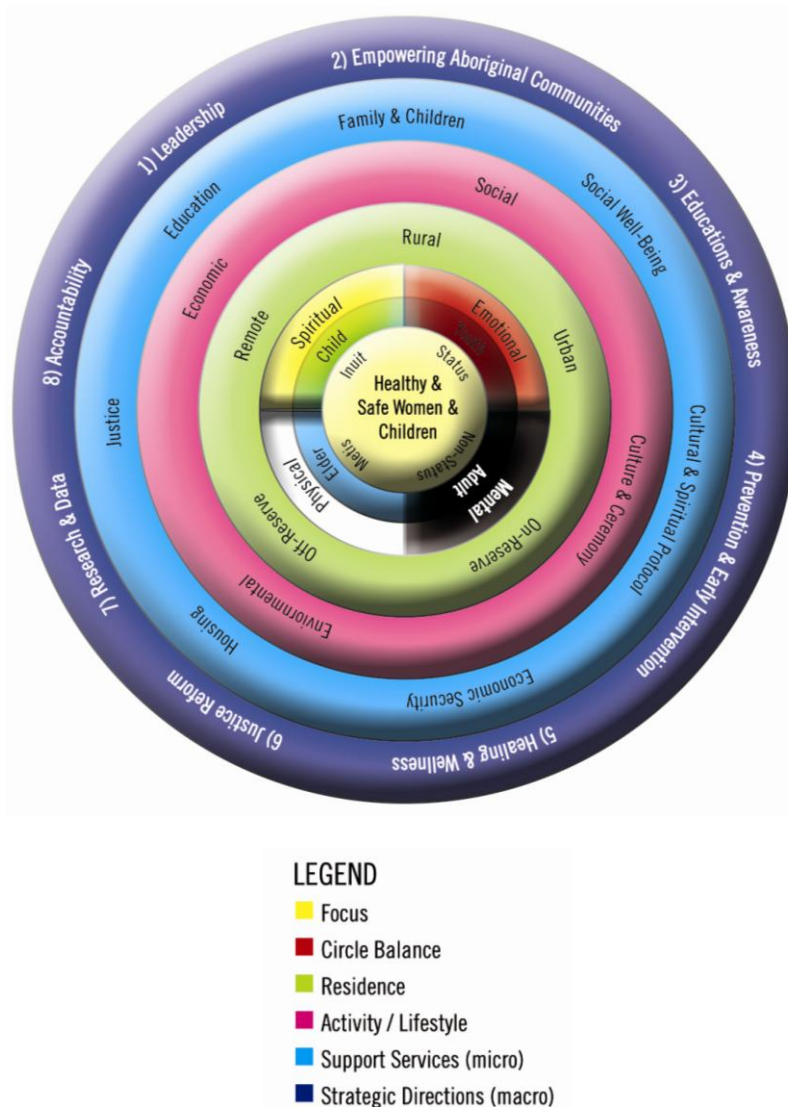 1) Leadership
2) Empowering Aboriginal Communities
3) Educations & Awareness
4) Prevention & Early Intervention
5) Healing & Wellness
6) Justice Reform
7) Research & Data
8) Accountability
Family & Children
Social Well-Being
Cultural & Spiritual Protocol
Economic Security
Housing
Justice
Education
Social
Culture & Ceremony
Enviornmental
Economic
Rural
Urban
On-Reserve
Off-Reserve
Remote
Spiritual
Emotional
Mental
Physical
Child
Youth
Adult
Elder
Inuit
Status
Non-Status
Metis
Healthy &
Safe Women &
Children
LEGEND
Focus
Circle Balance
Residence
Activity / Lifestyle
Support Services (micro)
Strategic Directions (macro)